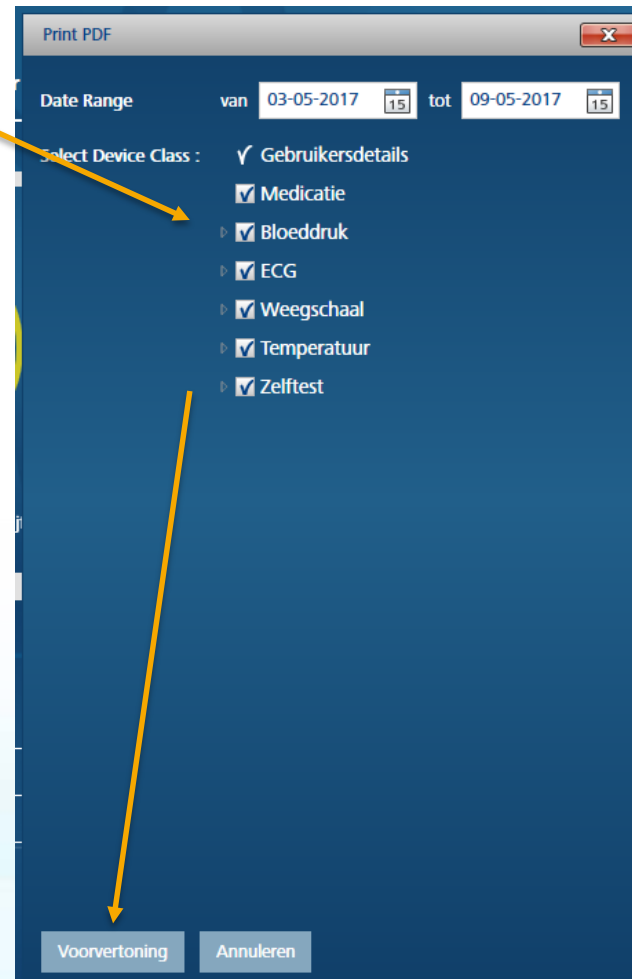 Print PDF
Date Range van 03-05-2017 15 tot 09-05-2017 15
Select Device Class : Gebruikersdetails
Medicatie
Bloeddruk
ECG
Weegschaal
Temperatuur
Zelftest
Voorvertoning Annuleren